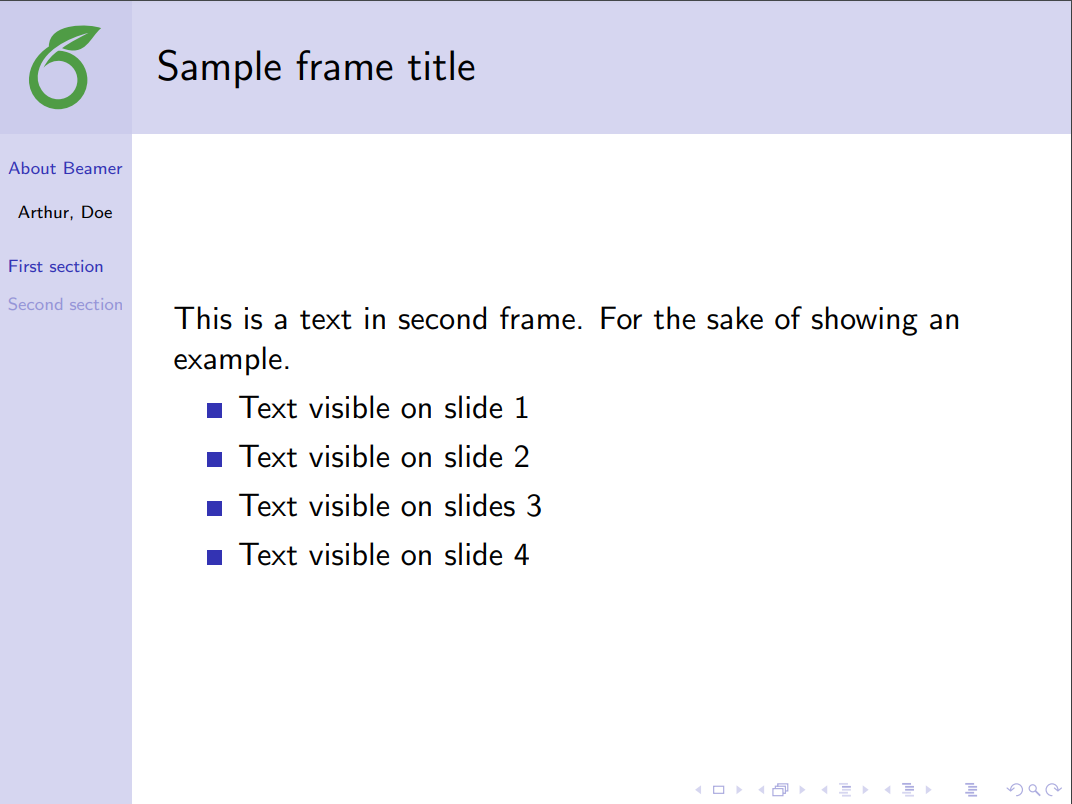 Sample frame title
About Beamer
Arthur, Doe
First section
Second section
This is a text in second frame. For the sake of showing an
example.
Text visible on slide 1
Text visible on slide 2
Text visible on slides 3
Text visible on slide 4